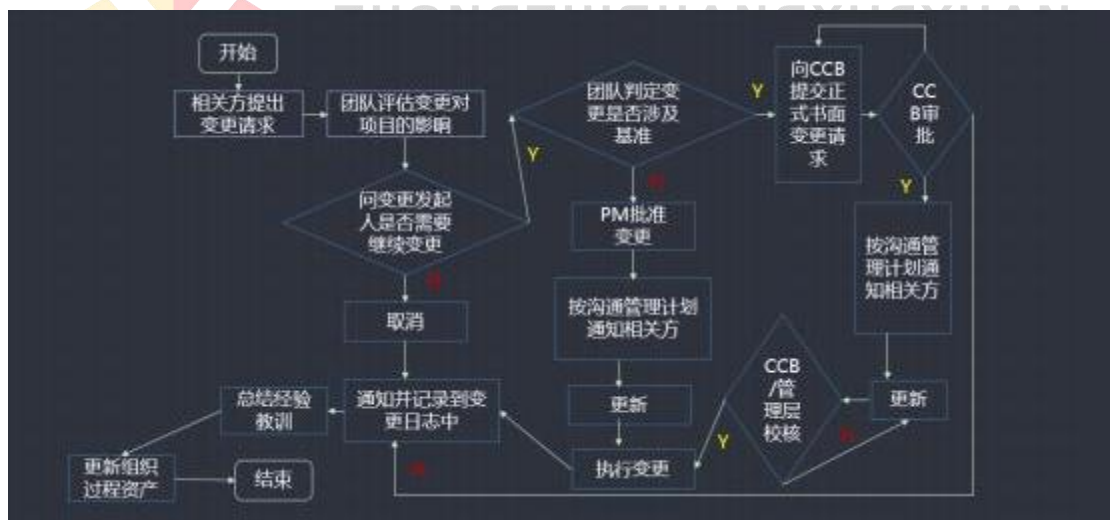 开始
相关方提出
变更请求
团队评估变更对
项目的影响
问变更发起
人是否需要
继续变更
Y
取消
通知并记录到变
更日志中
总结经验
教训
更新组织
过程资产
结束
团队判定变
更是否涉及
基准
Y
PM批准
变更
按沟通管理计划
通知相关方
更新
执行变更
向CCB
提交正
式书面
变更请
求
CC
B审
批
Y
按沟通管
理计划通
知相关方
更新
CCB
/管
理层
校核
Y